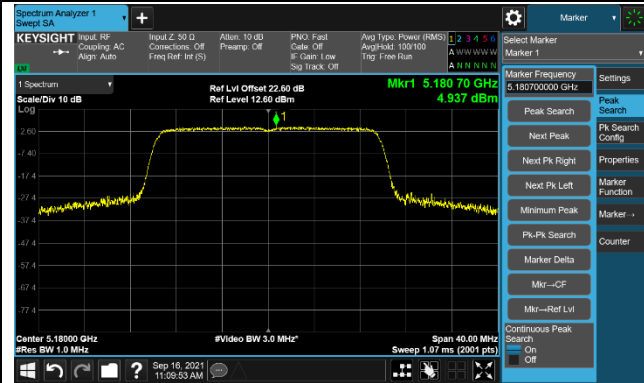 Spectrum Analyzer 1
Swept SA
Marker
KEYSIGHT Input: RF Input Z: 50 Ω Atten: 10 dB PNO: Fast Avg Type: Power (RMS) 1 2 3 4 5 6
Coupling: AC Corrections: Off Preamp: Off Gate: Off Avg|Hold: 100/100 A W W W W W
Align: Auto Freq Ref: Int (S) IF Gain: Low Trig: Free Run A N N N N N
Sig Track: Off
Select Marker
Marker 1
1 Spectrum
Ref Lvl Offset 22.60 dB
Mkr1 5.180 70 GHz
Scale/Div 10 dB
Ref Level 12.60 dBm
4.937 dBm
Log
1
2.60
-7.40
-17.4
-27.4
-37.4
-47.4
-57.4
-67.4
-77.4
Center 5.18000 GHz
#Video BW 3.0 MHz*
Span 40.00 MHz
#Res BW 1.0 MHz
Sweep 1.07 ms (2001 pts)
Marker Frequency
5.180700000 GHz
Peak Search
Next Peak
Next Pk Right
Next Pk Left
Minimum Peak
Pk-Pk Search
Marker Delta
Mkr→CF
Mkr→Ref Lvl
Continuous Peak
Search
On
Off
Settings
Peak
Search
Pk Search
Config
Properties
Marker
Function
Marker→
Counter
Sep 16, 2021
11:09:53 AM